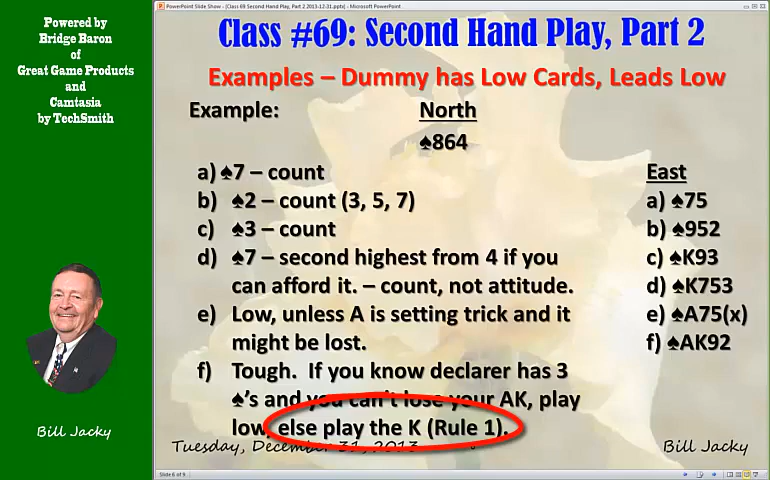 PowerPoint Slide Show - [Class 69 Second Hand Play, Part 2 2013-12-31.pptx] - Microsoft PowerPoint
Powered by
Bridge Baron
of
Great Game Products
and
Camtasia
by TechSmith
Bill Jacky
Class #69: Second Hand Play, Part 2
Examples – Dummy has Low Cards, Leads Low
Example:
North
♠864
a) ♠7 – count
b) ♠2 – count (3, 5, 7)
c) ♠3 – count
d) ♠7 – second highest from 4 if you
can afford it. – count, not attitude.
e) Low, unless A is setting trick and it
might be lost.
f) Tough. If you know declarer has 3
♠'s and you can't lose your AK, play
low, else play the K (Rule 1).
East
a) ♠75
b) ♠952
c) ♠K93
d) ♠K753
e) ♠A75(x)
f) ♠AK92
Tuesday, December 31, 2013
Bill Jacky
Slide 6 of 9